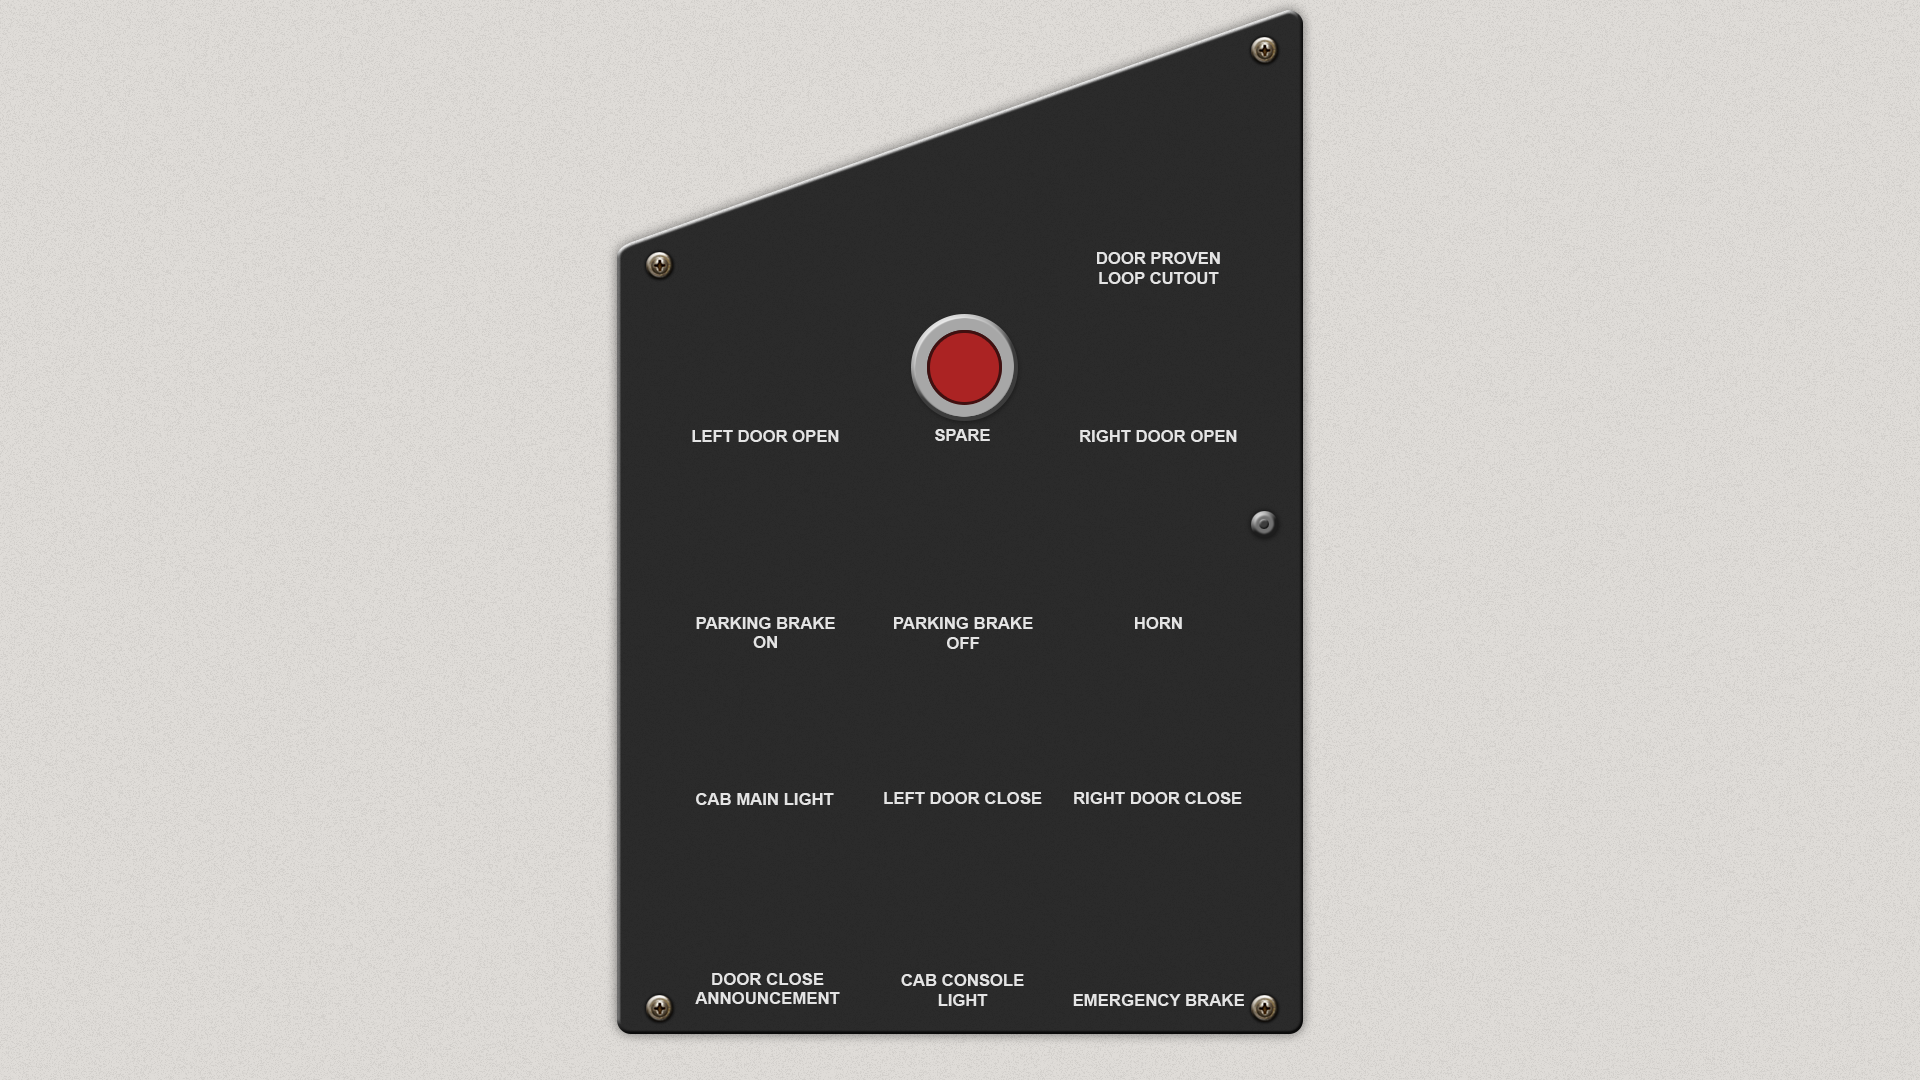 DOOR PROVEN
LOOP CUTOUT
LEFT DOOR OPEN
SPARE
RIGHT DOOR OPEN
PARKING BRAKE
ON
PARKING BRAKE
OFF
HORN
CAB MAIN LIGHT
LEFT DOOR CLOSE
RIGHT DOOR CLOSE
DOOR CLOSE
ANNOUNCEMENT
CAB CONSOLE
LIGHT
EMERGENCY BRAKE